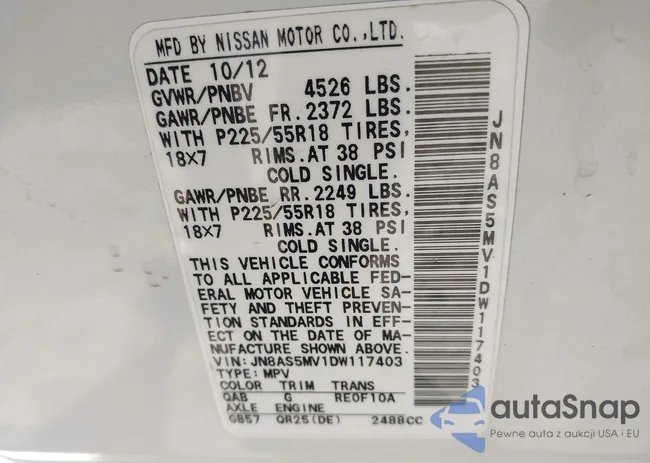 MFD BY NISSAN MOTOR CO.,LTD.
DATE 10/12
GVWR/PNBV 4526 LBS.
GAWR/PNBE FR. 2372 LBS.
WITH P225/55R18 TIRES,
18X7 RIMS. AT 38 PSI
COLD SINGLE.
GAWR/PNBE RR. 2249 LBS.
WITH P225/55R18 TIRES,
18X7 RIMS. AT 38 PSI
COLD SINGLE.
THIS VEHICLE CONFORMS
TO ALL APPLICABLE FED-
ERAL MOTOR VEHICLE SA-
FETY AND THEFT PREVEN-
TION STANDARDS IN EFF-
ECT ON THE DATE OF MA-
NUFACTURE SHOWN ABOVE.
VIN: JN8AS5MV1DW117403
TYPE: MPV
COLOR TRIM TRANS
QAB G RE0F10A
AXLE ENGINE
GB57 QR25(DE) 2488CC
JN8AS5MV1DW117403
autaSnap
Pewne auta z aukcji USA i EU